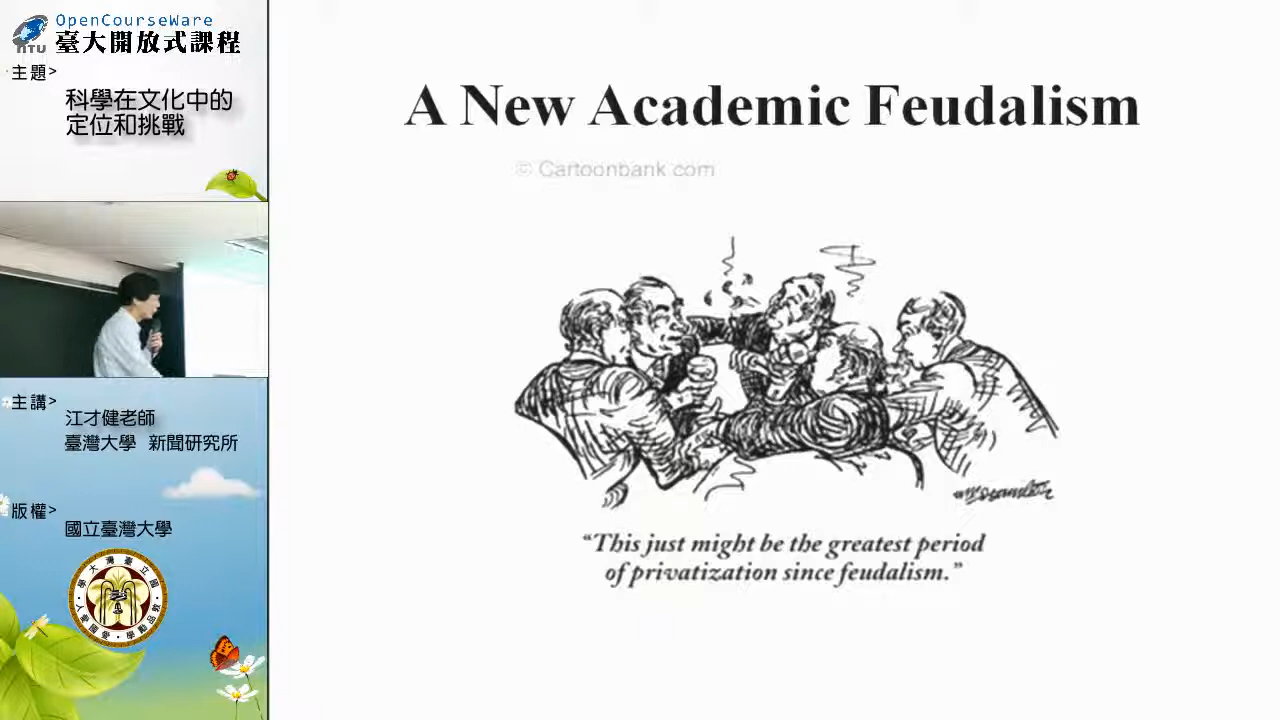 OpenCourseWare
NTU
臺大開放式課程
主題>
科學在文化中的
定位和挑戰
主講>
江才健老師
臺灣大學 新聞研究所
版權>
國立臺灣大學
A New Academic Feudalism
© Cartoonbank.com
“This just might be the greatest period
of privatization since feudalism.”